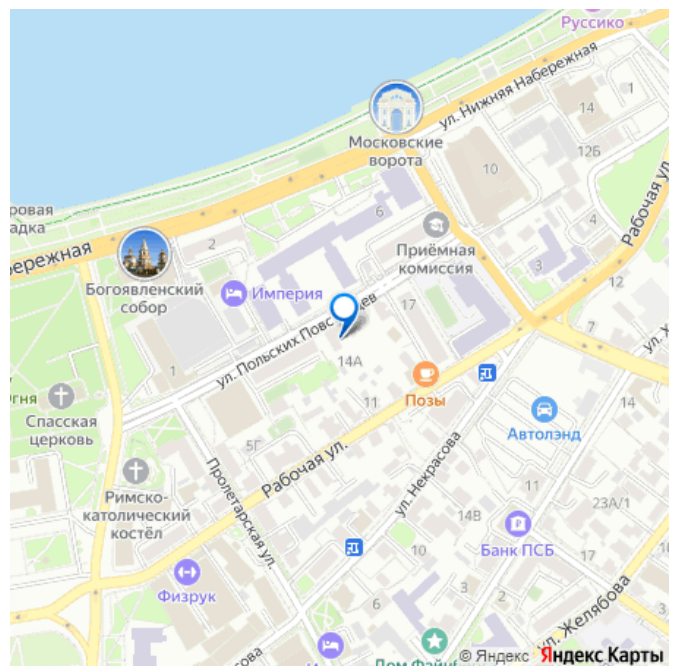 Руссико
ул. Нижняя Набережная
1
14
Московские
ворота
12Б
10
Рабочая ул.
ровая
адка
6
4
2
Приёмная
комиссия
бережная
3
Богоявленский
собор
Империя
17
ул. Польских Повстанцев
14А
1
Позы
Спасская
церковь
11
14
Автолэнд
5Г
Рабочая ул.
ул. Некрасова
Римско-
католический
костёл
Пролетарская ул.
11
14В
23А/1
Банк ПСБ
10
17
Физрук
6
3
ул. Желябова
© Яндекс Яндекс Карты